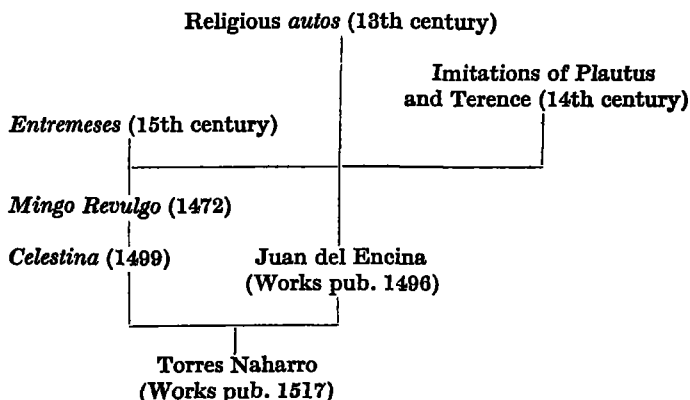 Religious autos (13th century)
Imitations of Plautus
and Terence (14th century)
Entremeses (15th century)
Mingo Revulgo (1472)
Celestina (1499)
Juan del Encina
(Works pub. 1496)
Torres Naharro
(Works pub. 1517)